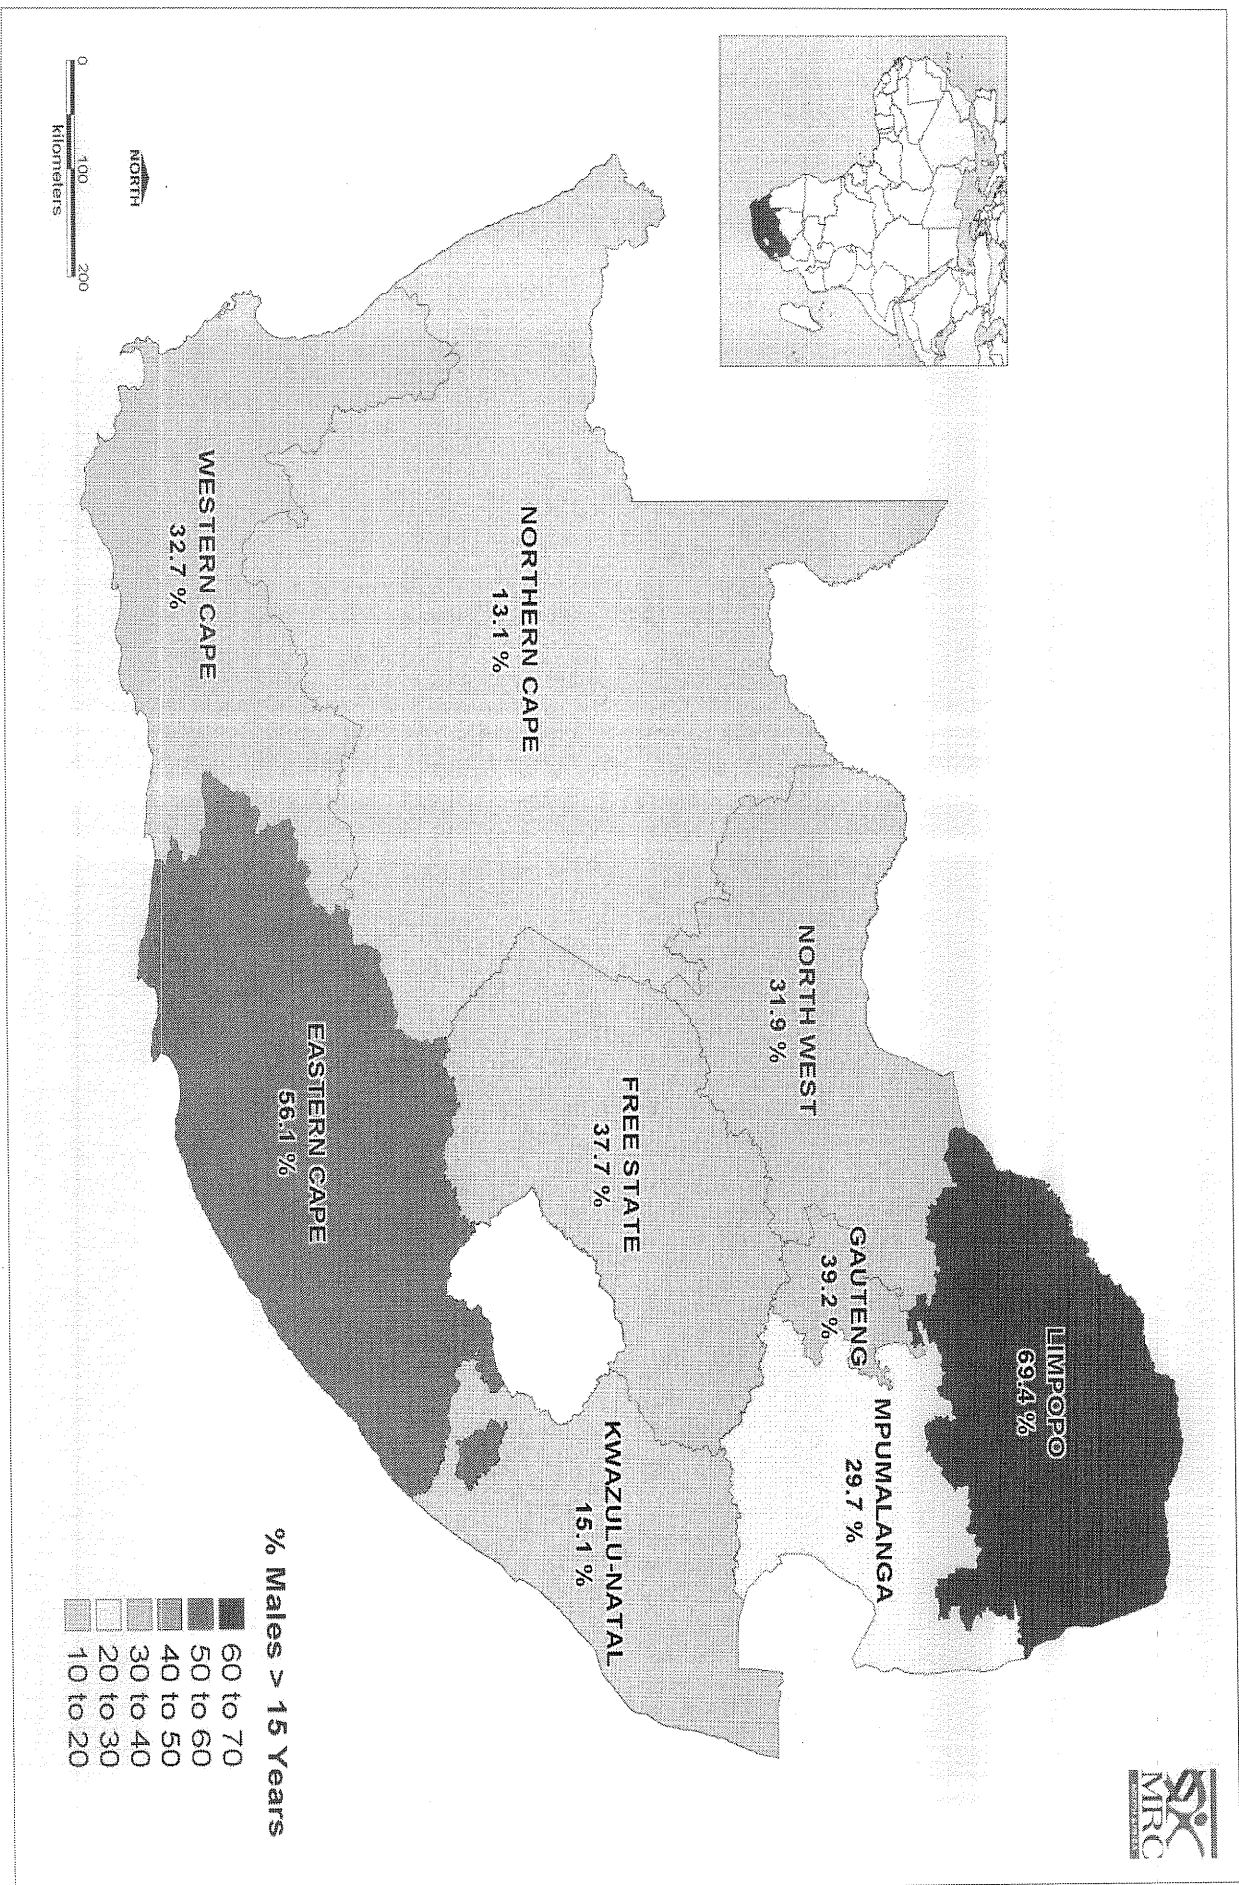 MRC
LIMPOPO
69.4 %
NORTH WEST
31.9 %
GAUTENG
39.2 %
MPUMALANGA
29.7 %
NORTHERN CAPE
13.1 %
FREE STATE
37.7 %
KWAZULU-NATAL
15.1 %
EASTERN CAPE
56.1 %
WESTERN CAPE
32.7 %
NORTH
0 100 200
kilometers
% Males > 15 Years
60 to 70
50 to 60
40 to 50
30 to 40
20 to 30
10 to 20